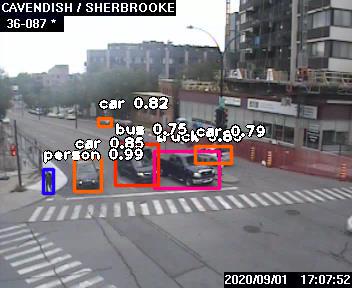 CAVENDISH / SHERBROOKE
36-087 *
car 0.82
bus 0.75
car 0.79
car 0.85
person 0.99
2020/09/01 17:07:52